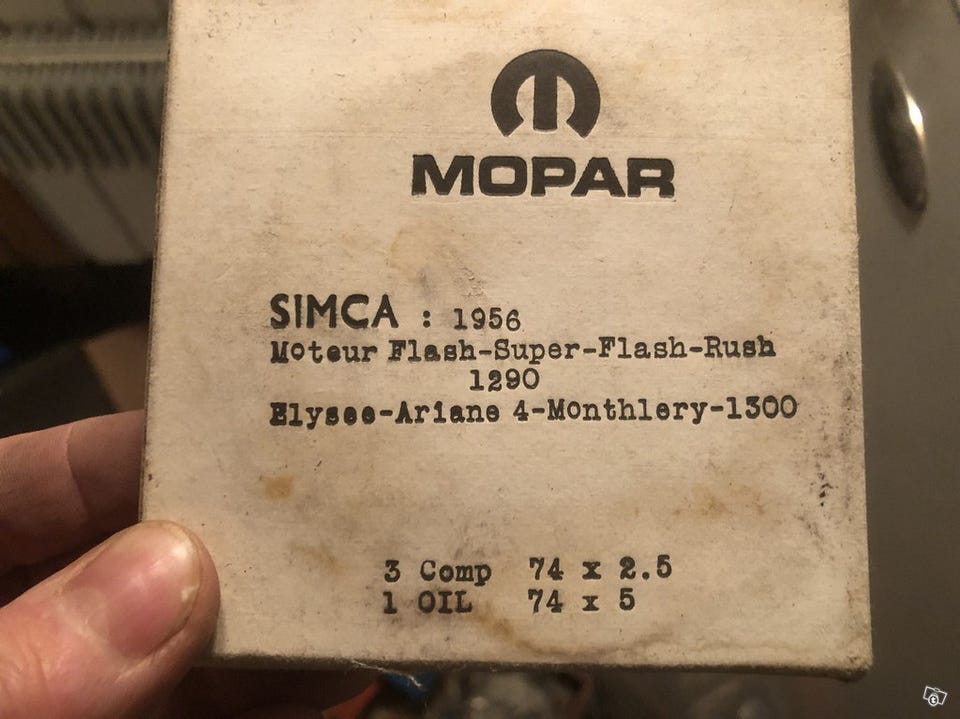 MOPAR
SIMCA : 1956
Moteur Flash-Super-Flash-Rush
1290
Elysee-Ariane 4-Monthlery-1300
3 Comp 74 x 2.5
1 OIL 74 x 5